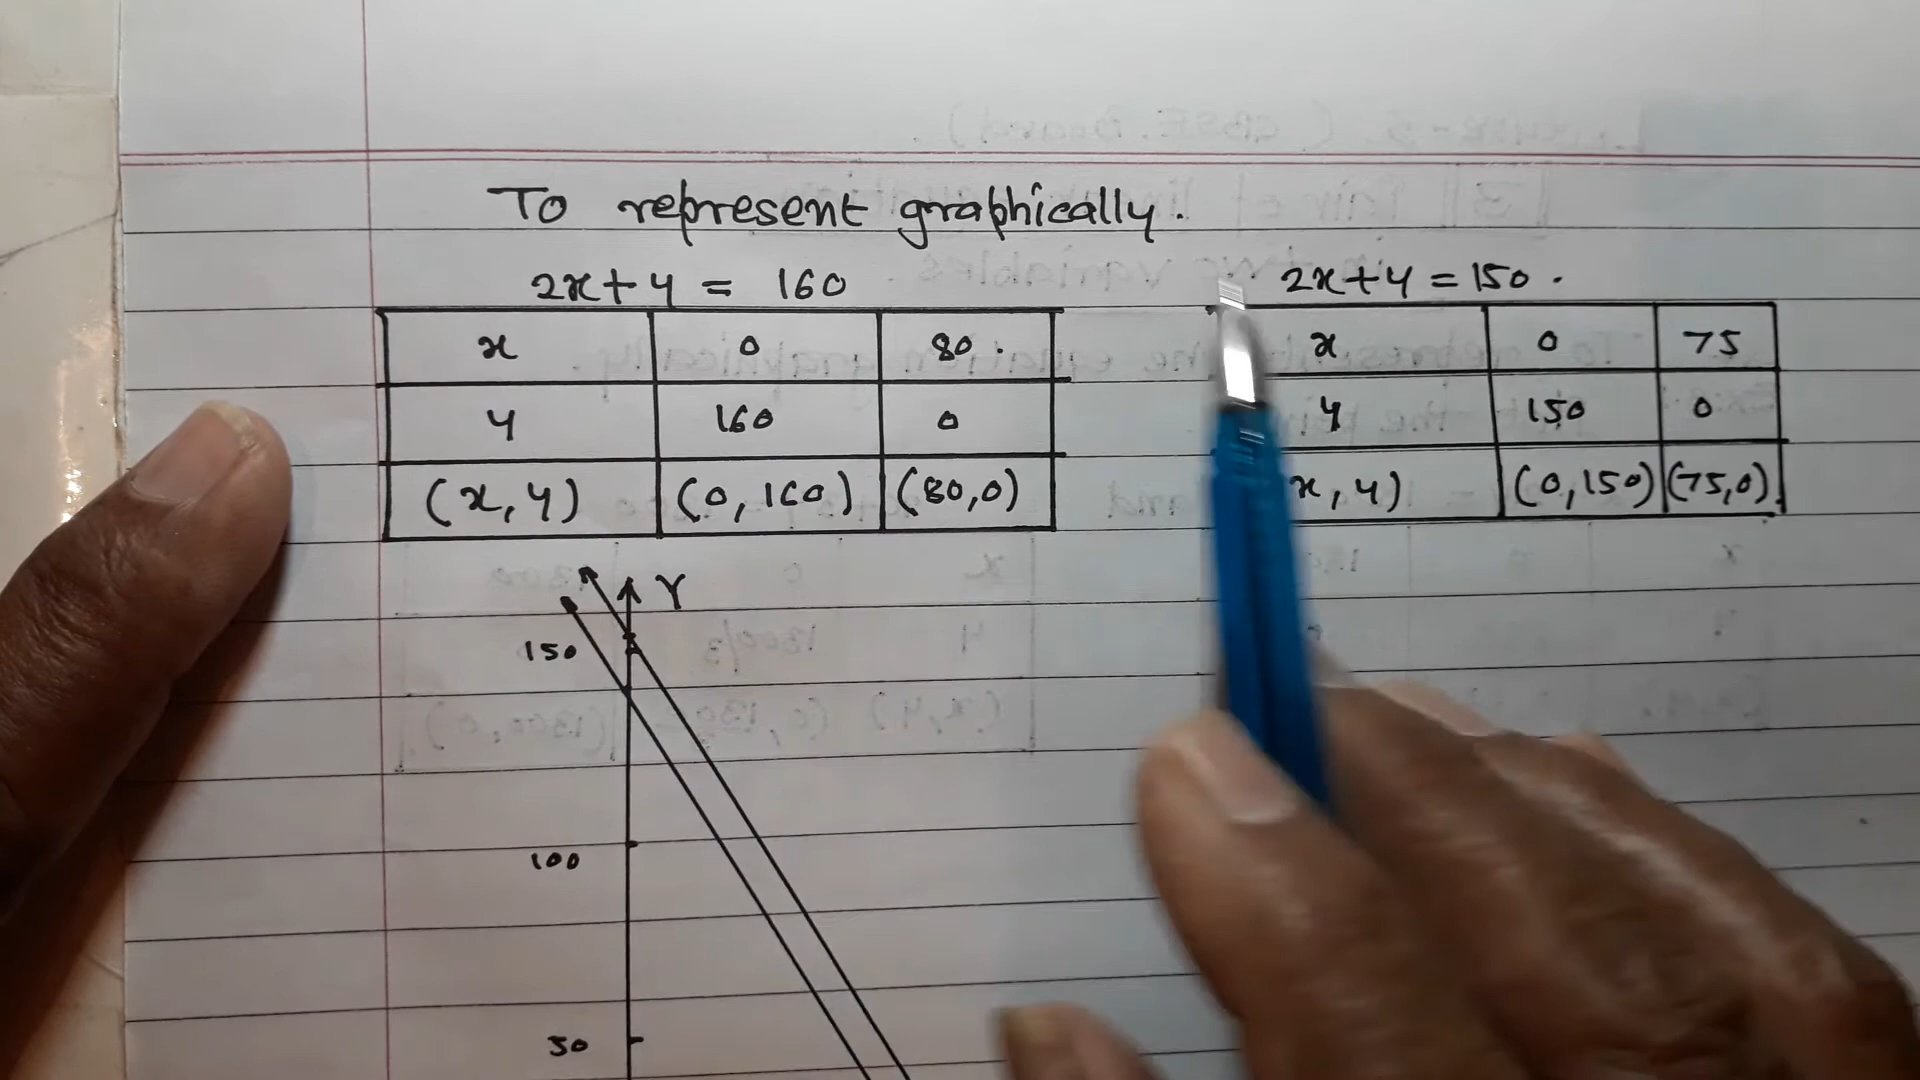 To represent graphically.
2x+y = 160
2x+y = 150.
x 0 80.
y 160 0
(x,y) (0,160) (80,0)
x 0 75
y 150 0
x,y) (0,150) (75,0)
Y
150
100
50